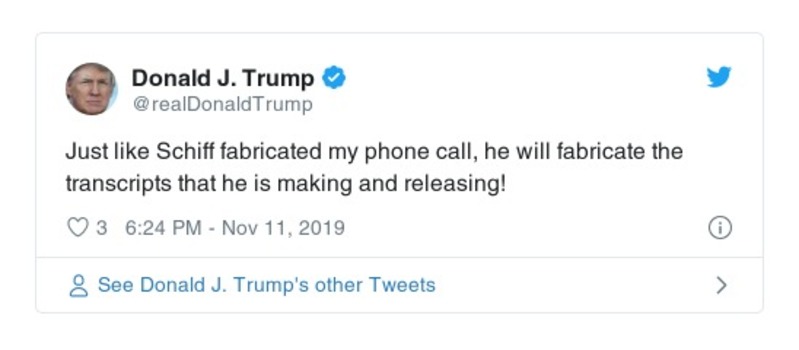 Donald J. Trump
@realDonaldTrump
Just like Schiff fabricated my phone call, he will fabricate the
transcripts that he is making and releasing!
3 6:24 PM - Nov 11, 2019
See Donald J. Trump's other Tweets